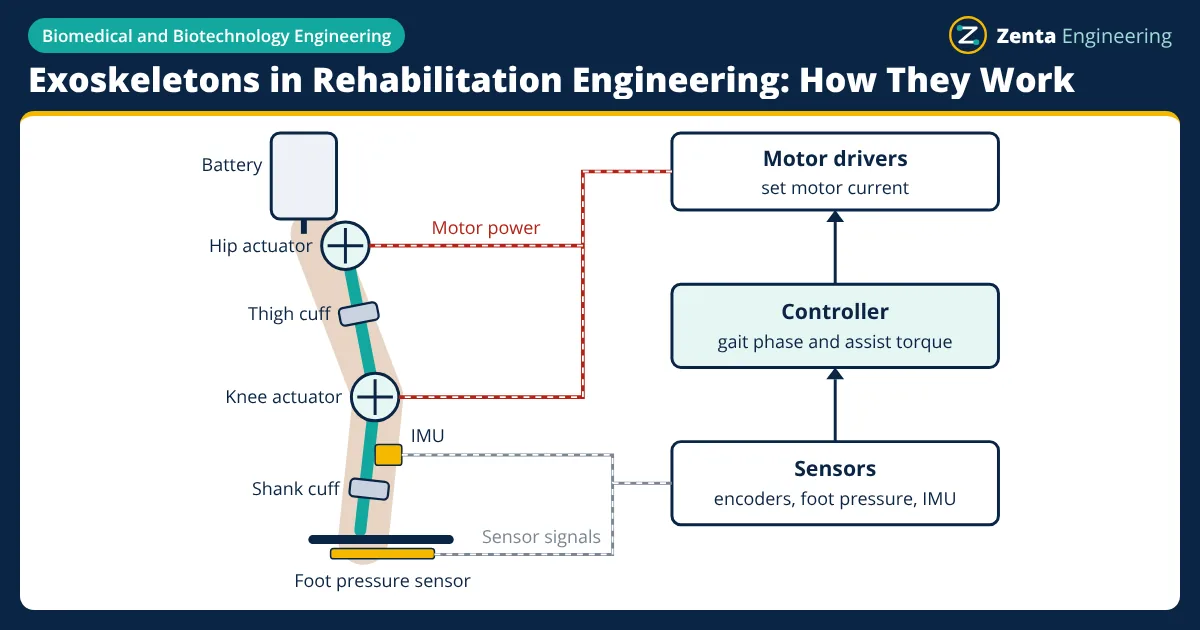 Biomedical and Biotechnology Engineering
Zenta Engineering
Exoskeletons in Rehabilitation Engineering: How They Work
Battery
Motor drivers
set motor current
Motor power
Hip actuator
Thigh cuff
Controller
gait phase and assist torque
Knee actuator
IMU
Sensors
encoders, foot pressure, IMU
Shank cuff
Sensor signals
Foot pressure sensor